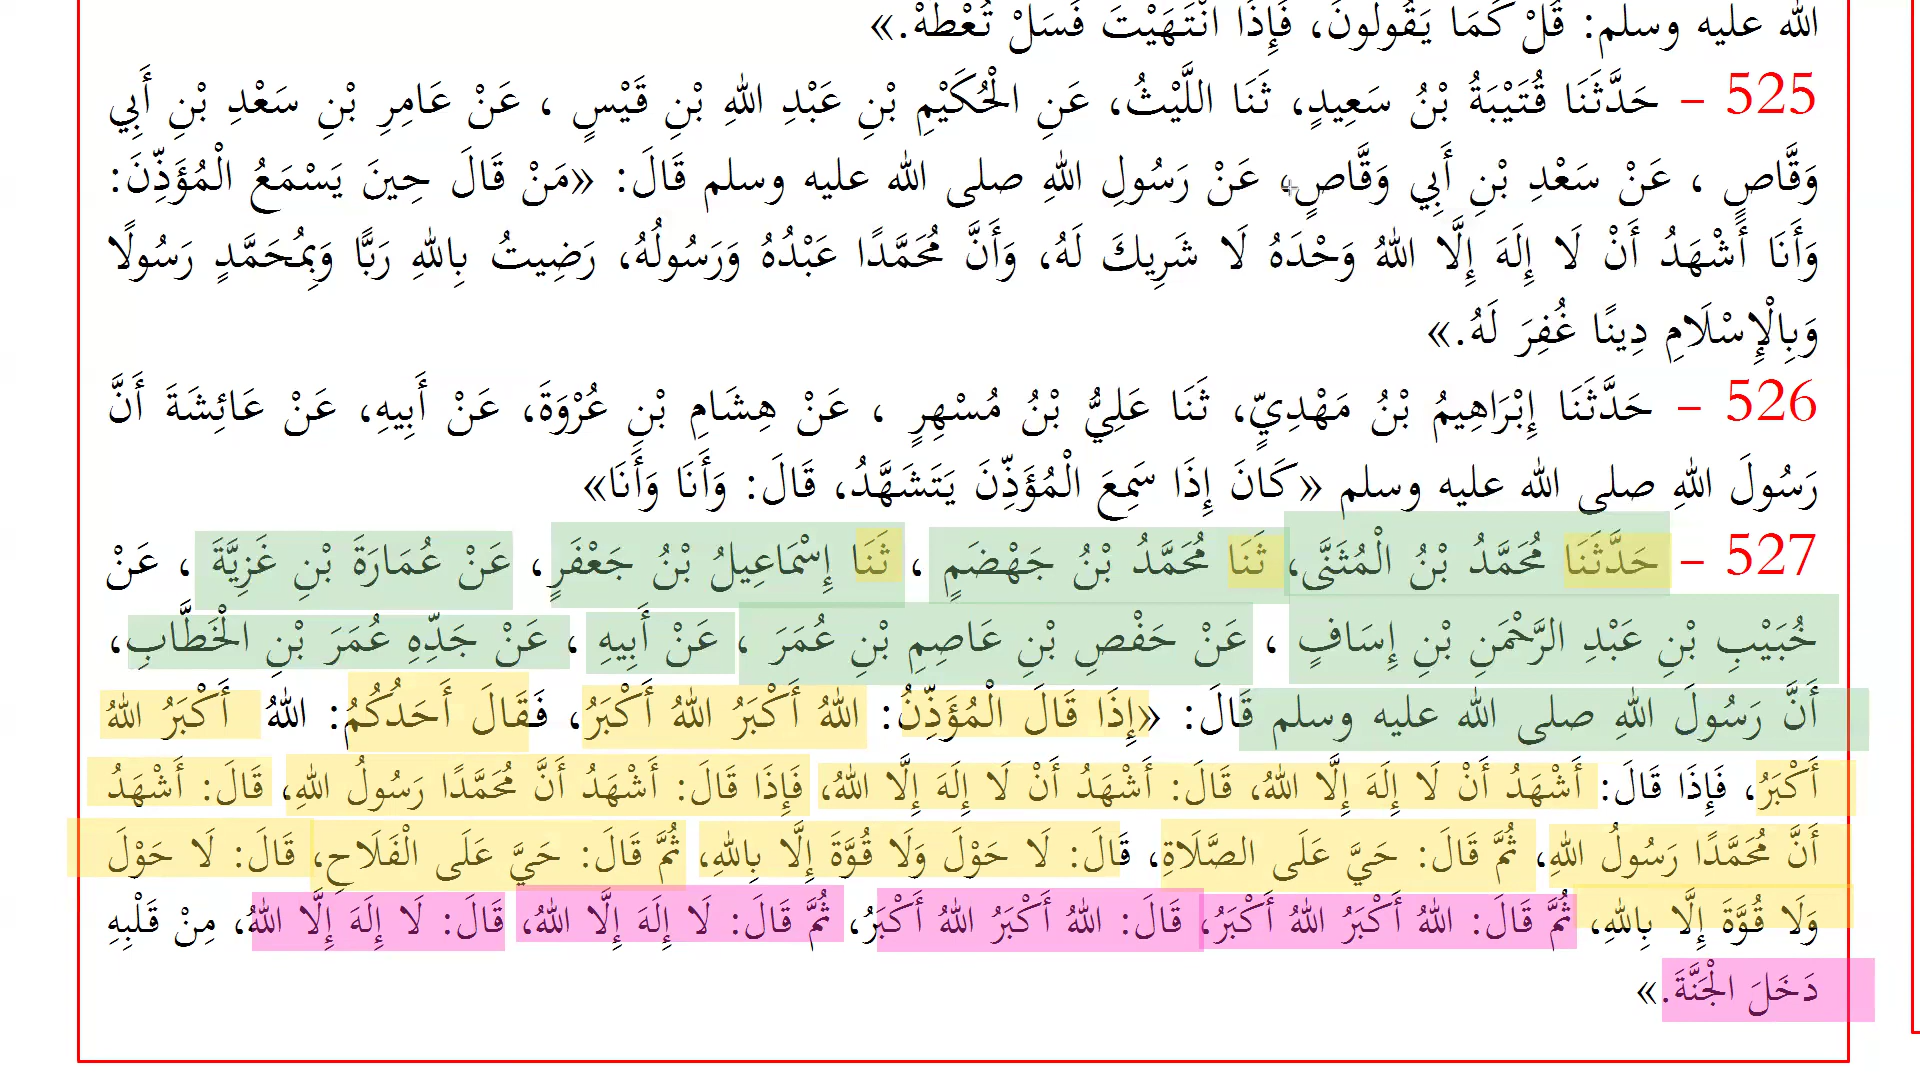 الله عليه وسلم: قُلْ كَمَا يَقُولُونَ، فَإِذَا انْتَهَيْتَ فَسَلْ تُعْطَهْ.»
525 – حَدَّثَنَا قُتَيْبَةُ بْنُ سَعِيدٍ، ثَنَا اللَّيْثُ، عَنِ الْحُكَيْمِ بْنِ عَبْدِ اللهِ بْنِ قَيْسٍ ، عَنْ عَامِرِ بْنِ سَعْدِ بْنِ أَبِي
وَقَّاصٍ ، عَنْ سَعْدِ بْنِ أَبِي وَقَّاصٍ، عَنْ رَسُولِ اللهِ صلى الله عليه وسلم قَالَ: «مَنْ قَالَ حِينَ يَسْمَعُ الْمُؤَذِّنَ:
وَأَنَا أَشْهَدُ أَنْ لَا إِلَهَ إِلَّا اللهُ وَحْدَهُ لَا شَرِيكَ لَهُ، وَأَنَّ مُحَمَّدًا عَبْدُهُ وَرَسُولُهُ، رَضِيتُ بِاللهِ رَبًّا وَبِمُحَمَّدٍ رَسُولًا
وَبِالْإِسْلَامِ دِينًا غُفِرَ لَهُ.»
526 – حَدَّثَنَا إِبْرَاهِيمُ بْنُ مَهْدِيٍّ، ثَنَا عَلِيُّ بْنُ مُسْهِرٍ ، عَنْ هِشَامِ بْنِ عُرْوَةَ، عَنْ أَبِيهِ، عَنْ عَائِشَةَ أَنَّ
رَسُولَ اللهِ صلى الله عليه وسلم «كَانَ إِذَا سَمِعَ الْمُؤَذِّنَ يَتَشَهَّدُ، قَالَ: وَأَنَا وَأَنَا»
527 – حَدَّثَنَا مُحَمَّدُ بْنُ الْمُثَنَّى، ثَنَا مُحَمَّدُ بْنُ جَهْضَمٍ ، ثَنَا إِسْمَاعِيلُ بْنُ جَعْفَرٍ، عَنْ عُمَارَةَ بْنِ غَزِيَّةَ ، عَنْ
خُبَيْبِ بْنِ عَبْدِ الرَّحْمَنِ بْنِ إِسَافٍ ، عَنْ حَفْصِ بْنِ عَاصِمِ بْنِ عُمَرَ ، عَنْ أَبِيهِ ، عَنْ جَدِّهِ عُمَرَ بْنِ الْخَطَّابِ،
أَنَّ رَسُولَ اللهِ صلى الله عليه وسلم قَالَ: «إِذَا قَالَ الْمُؤَذِّنُ: اللهُ أَكْبَرُ اللهُ أَكْبَرُ، فَقَالَ أَحَدُكُمُ: اللهُ أَكْبَرُ اللهُ
أَكْبَرُ، فَإِذَا قَالَ: أَشْهَدُ أَنْ لَا إِلَهَ إِلَّا اللهُ، قَالَ: أَشْهَدُ أَنْ لَا إِلَهَ إِلَّا اللهُ، فَإِذَا قَالَ: أَشْهَدُ أَنَّ مُحَمَّدًا رَسُولُ اللهِ، قَالَ: أَشْهَدُ
أَنَّ مُحَمَّدًا رَسُولُ اللهِ، ثُمَّ قَالَ: حَيَّ عَلَى الصَّلَاةِ، قَالَ: لَا حَوْلَ وَلَا قُوَّةَ إِلَّا بِاللهِ، ثُمَّ قَالَ: حَيَّ عَلَى الْفَلَاحِ، قَالَ: لَا حَوْلَ
وَلَا قُوَّةَ إِلَّا بِاللهِ، ثُمَّ قَالَ: اللهُ أَكْبَرُ اللهُ أَكْبَرُ، قَالَ: اللهُ أَكْبَرُ اللهُ أَكْبَرُ، ثُمَّ قَالَ: لَا إِلَهَ إِلَّا اللهُ، قَالَ: لَا إِلَهَ إِلَّا اللهُ، مِنْ قَلْبِهِ
دَخَلَ الْجَنَّةَ.»